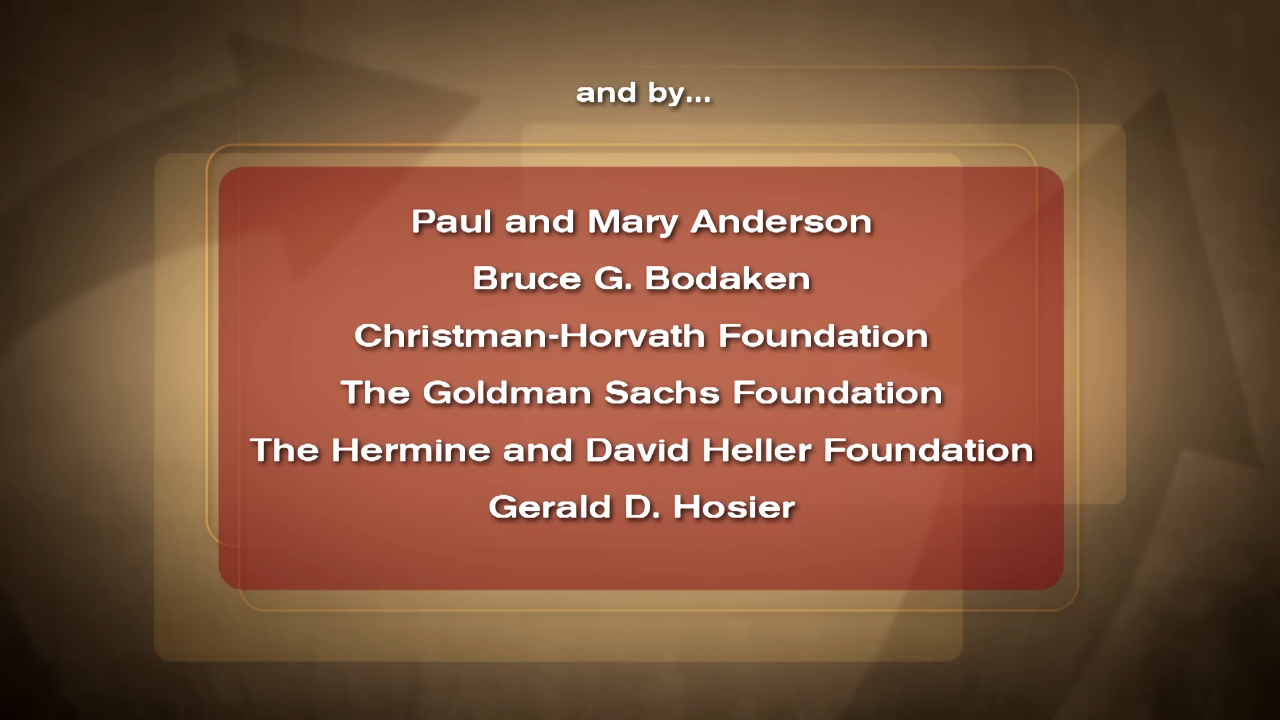 and by...
Paul and Mary Anderson
Bruce G. Bodaken
Christman-Horvath Foundation
The Goldman Sachs Foundation
The Hermine and David Heller Foundation
Gerald D. Hosier